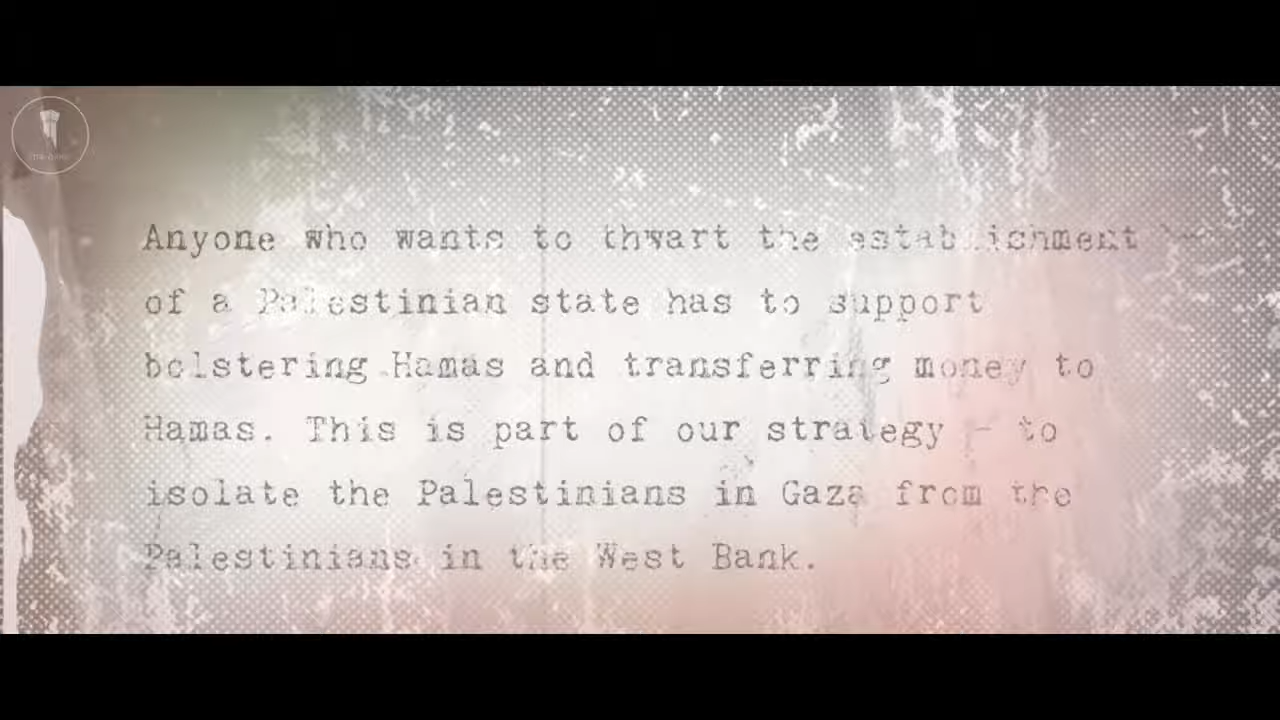 Anyone who wants to thwart the establishment
of a Palestinian state has to support
bolstering Hamas and transferring money to
Hamas. This is part of our strategy – to
isolate the Palestinians in Gaza from the
Palestinians in the West Bank.